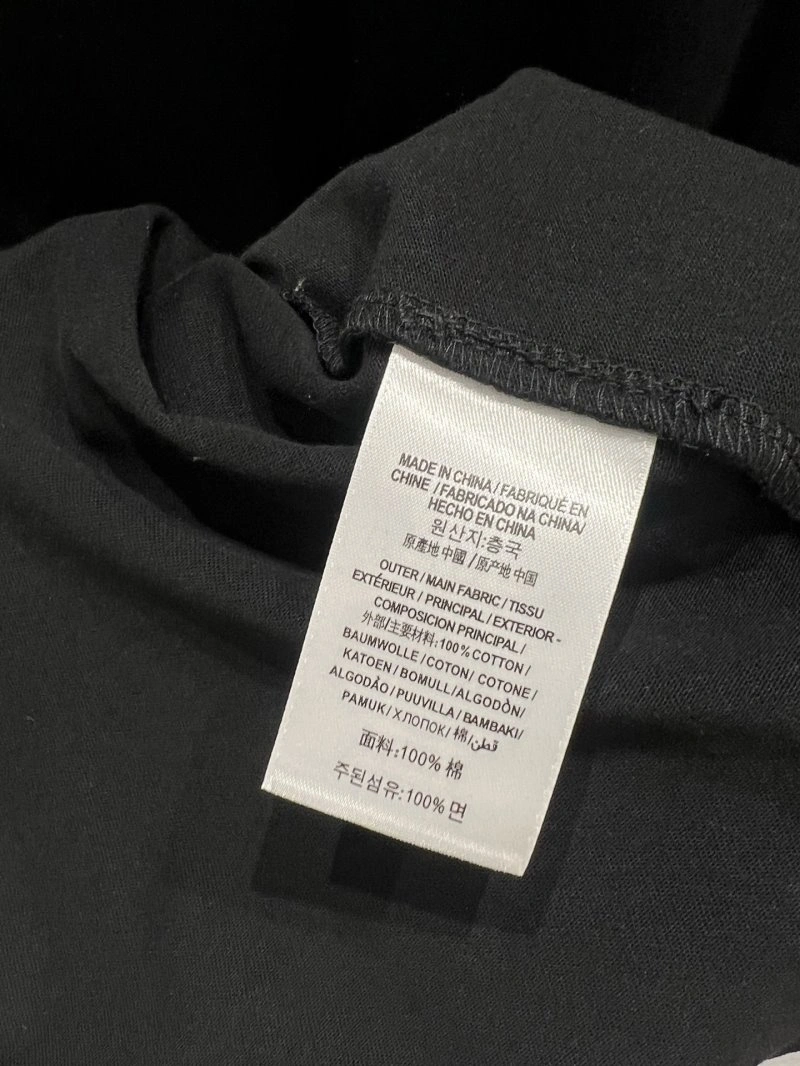 MADE IN CHINA / FABRIQUÉ EN
CHINE / FABRICADO NA CHINA/
HECHO EN CHINA
원산지:층국
原產地 中國 / 原产地 中国
OUTER / MAIN FABRIC / TISSU
EXTÉRIEUR / PRINCIPAL / EXTERIOR-
COMPOSICION PRINCIPAL /
外部/主要材料:100% COTTON /
BAUMWOLLE / COTON / COTONE /
KATOEN / BOMULL / ALGODÒN/
ALGODÃO / PUUVILLA / BAMBAKI/
PAMUK / ХЛОПОК / 棉 / قطن
面料:100% 棉
주된섬유:100% 면